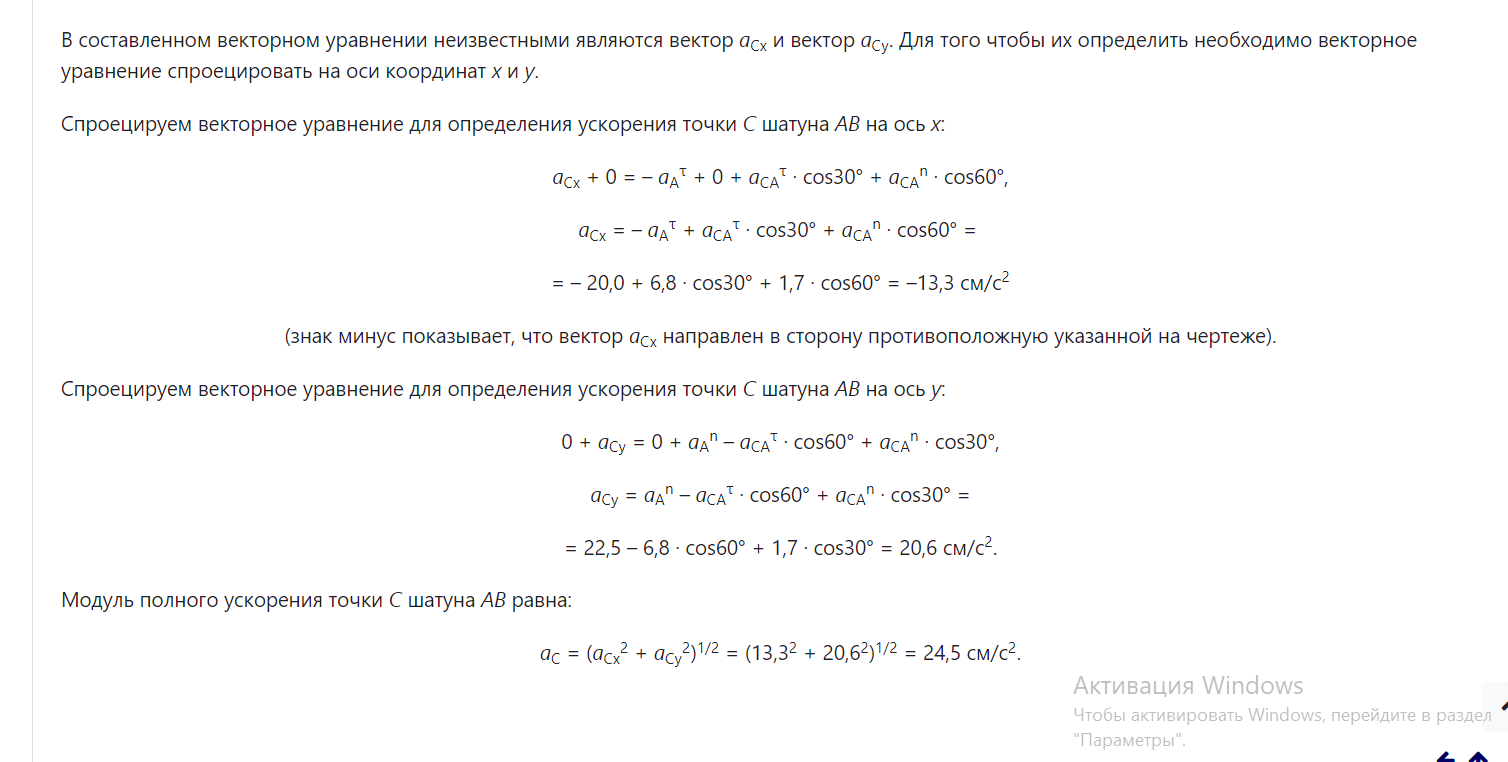 В составленном векторном уравнении неизвестными являются вектор aCx и вектор aCy. Для того чтобы их определить необходимо векторное
уравнение спроецировать на оси координат x и y.
Спроецируем векторное уравнение для определения ускорения точки C шатуна AB на ось x:
aCx + 0 = – aAτ + 0 + aCAτ · cos30° + aCAn · cos60°,
aCx = – aAτ + aCAτ · cos30° + aCAn · cos60° =
= – 20,0 + 6,8 · cos30° + 1,7 · cos60° = –13,3 см/с2
(знак минус показывает, что вектор aCx направлен в сторону противоположную указанной на чертеже).
Спроецируем векторное уравнение для определения ускорения точки C шатуна AB на ось y:
0 + aCy = 0 + aAn – aCAτ · cos60° + aCAn · cos30°,
aCy = aAn – aCAτ · cos60° + aCAn · cos30° =
= 22,5 – 6,8 · cos60° + 1,7 · cos30° = 20,6 см/с2.
Модуль полного ускорения точки C шатуна AB равна:
aC = (aCx2 + aCy2)1/2 = (13,32 + 20,62)1/2 = 24,5 см/с2.
Активация Windows
Чтобы активировать Windows, перейдите в раздел
"Параметры".